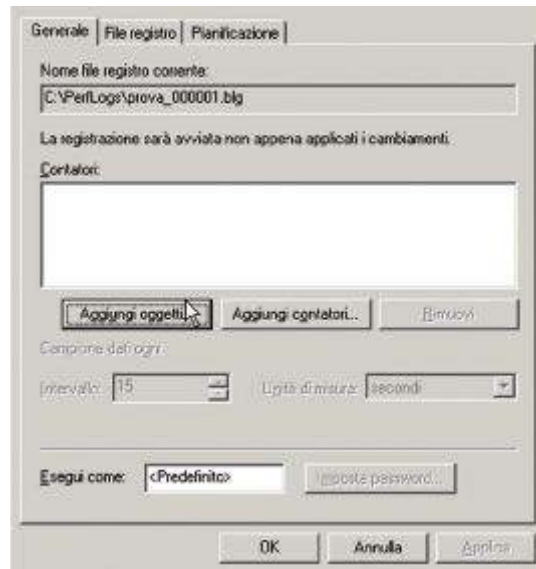 Generale File registro Pianificazione
Nome file registro corrente:
C:\PerfLogs\prova_000001.blg
La registrazione sarà avviata non appena applicati i cambiamenti.
Contatori:
Aggiungi oggetti... Aggiungi contatori... Rimuovi
Campione dati ogni:
Intervallo: 15 Unità di misura: secondi
Esegui come: <Predefinito> Imposta password...
OK Annulla Applica